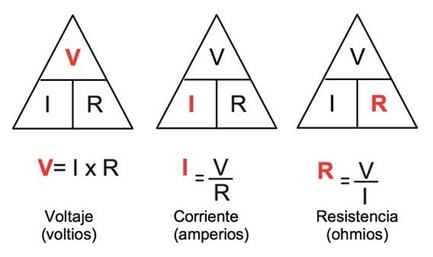 V
I R
V
I R
V
I R
V= I x R
I = V
R
R = V
I
Voltaje
(voltios)
Corriente
(amperios)
Resistencia
(ohmios)